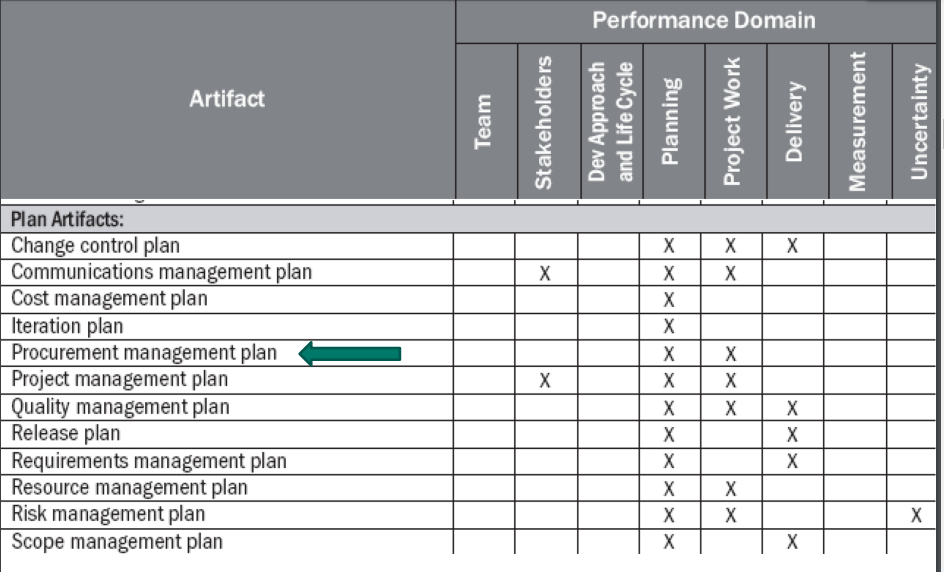 Performance Domain
Artifact
Team
Stakeholders
Dev Approach
and Life Cycle
Planning
Project Work
Delivery
Measurement
Uncertainty
Plan Artifacts:
Change control plan X X X
Communications management plan X X X
Cost management plan X
Iteration plan X
Procurement management plan X X
Project management plan X X X
Quality management plan X X X
Release plan X X
Requirements management plan X X
Resource management plan X X
Risk management plan X X X
Scope management plan X X